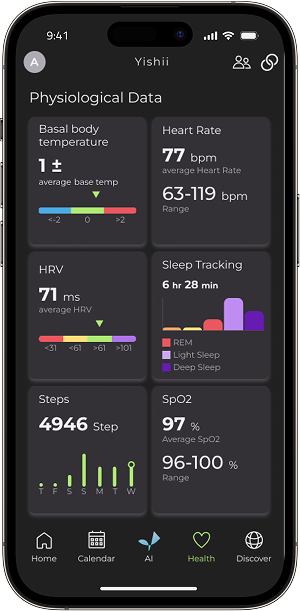 9:41
A
Yishii
Physiological Data
Basal body
temperature
1 ±
average base temp
<-2 0 >2
Heart Rate
77 bpm
average Heart Rate
63-119 bpm
Range
HRV
71 ms
average HRV
<31 <61 >61 >101
Sleep Tracking
6 hr 28 min
REM
Light Sleep
Deep Sleep
Steps
4946 Step
T F S S M T W
SpO2
97 %
Average SpO2
96-100 %
Range
Home Calendar AI Health Discover